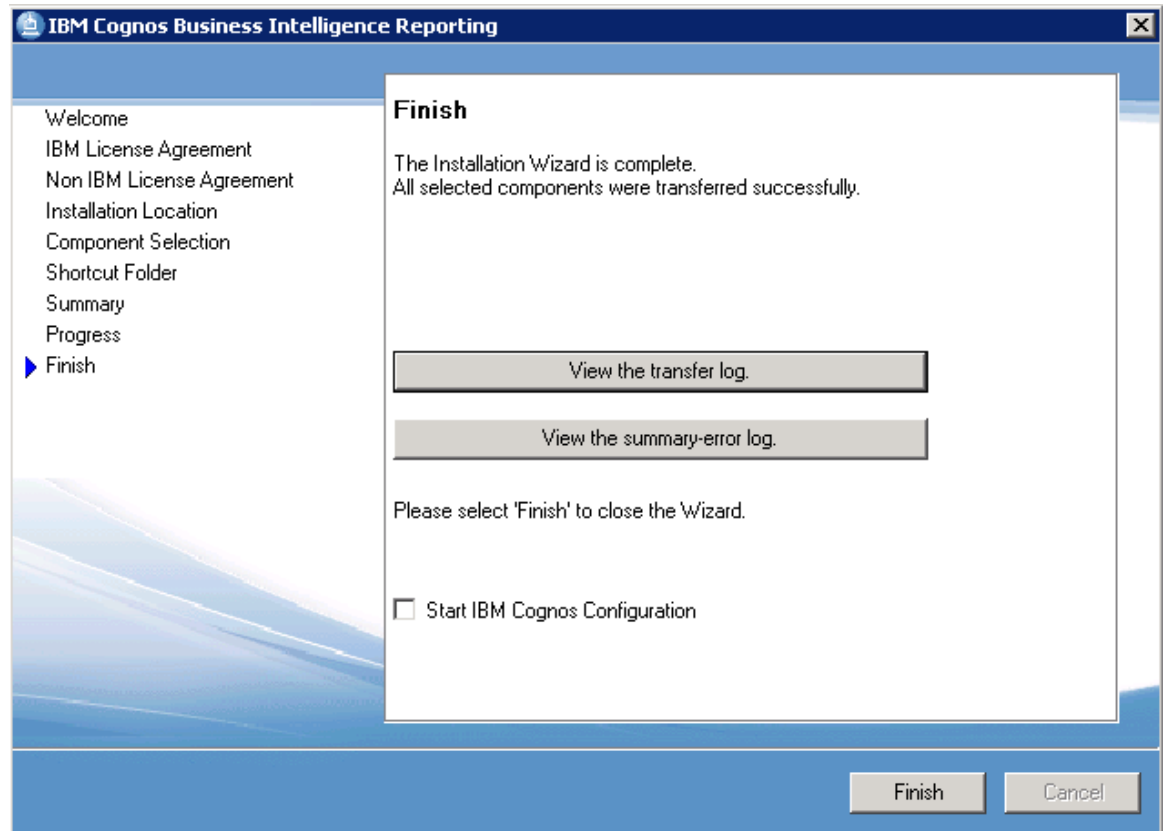 IBM Cognos Business Intelligence Reporting
Welcome
IBM License Agreement
Non IBM License Agreement
Installation Location
Component Selection
Shortcut Folder
Summary
Progress
Finish
Finish
The Installation Wizard is complete.
All selected components were transferred successfully.
View the transfer log.
View the summary-error log.
Please select 'Finish' to close the Wizard.
Start IBM Cognos Configuration
Finish
Cancel